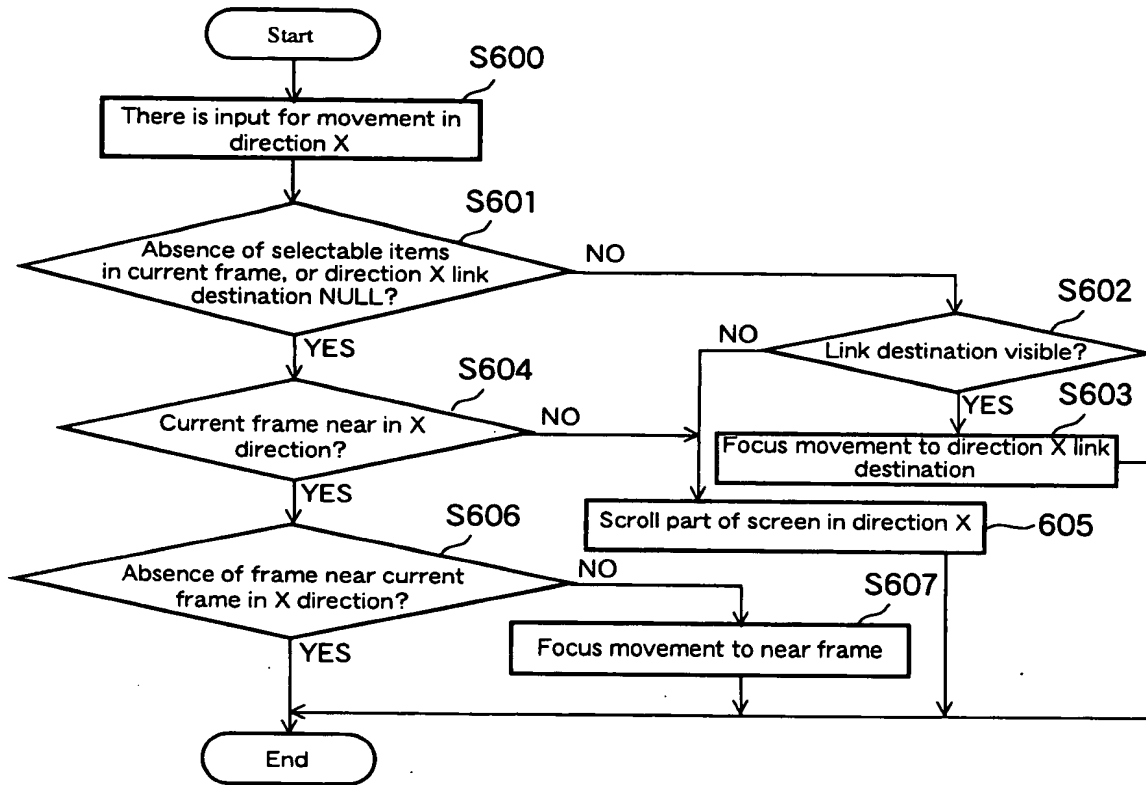 Start
S600
There is input for movement in
direction X
S601
Absence of selectable items
in current frame, or direction X link
destination NULL?
NO
YES
S602
Link destination visible?
NO
YES
S603
Focus movement to direction X link
destination
S604
Current frame near in X
direction?
NO
YES
Scroll part of screen in direction X
605
S606
Absence of frame near current
frame in X direction?
NO
YES
S607
Focus movement to near frame
End